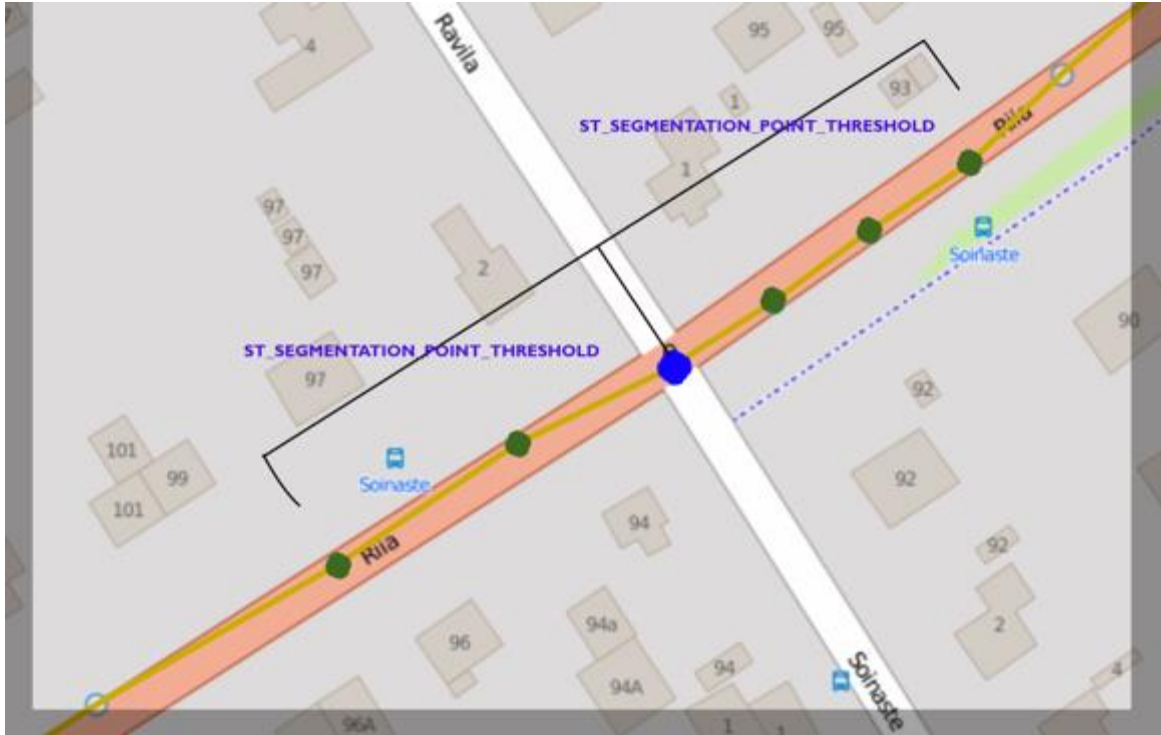 4
Ravila
95
95
93
1
ST_SEGMENTATION_POINT_THRESHOLD
Riia
1
97
97
97
2
Soinaste
90
ST_SEGMENTATION_POINT_THRESHOLD
97
92
101
99
Soinaste
92
101
94
Riia
92
96
94a
2
94
94A
Soinaste
4
96A
1
1